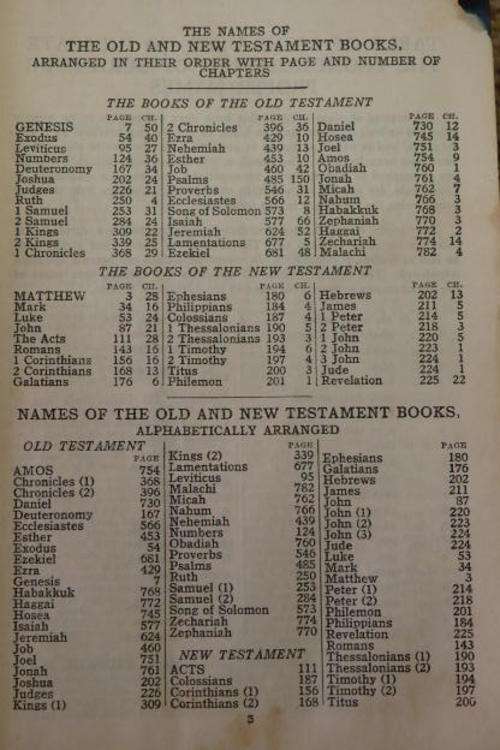 THE NAMES OF
THE OLD AND NEW TESTAMENT BOOKS,
ARRANGED IN THEIR ORDER WITH PAGE AND NUMBER OF
CHAPTERS
THE BOOKS OF THE OLD TESTAMENT
PAGE CH.
GENESIS 7 50
Exodus 54 40
Leviticus 95 27
Numbers 124 36
Deuteronomy 167 34
Joshua 202 24
Judges 226 21
Ruth 250 4
1 Samuel 253 31
2 Samuel 284 24
1 Kings 309 22
2 Kings 339 25
1 Chronicles 368 29
PAGE CH.
2 Chronicles 396 36
Ezra 429 10
Nehemiah 439 13
Esther 453 10
Job 460 42
Psalms 485 150
Proverbs 546 31
Ecclesiastes 566 12
Song of Solomon 573 8
Isaiah 577 66
Jeremiah 624 52
Lamentations 677 5
Ezekiel 681 48
PAGE CH.
Daniel 730 12
Hosea 745 14
Joel 751 3
Amos 754 9
Obadiah 760 1
Jonah 761 4
Micah 762 7
Nahum 766 3
Habakkuk 768 3
Zephaniah 770 3
Haggai 772 2
Zechariah 774 14
Malachi 782 4
THE BOOKS OF THE NEW TESTAMENT
PAGE CH.
MATTHEW 3 28
Mark 34 16
Luke 53 24
John 87 21
The Acts 111 28
Romans 143 16
1 Corinthians 156 16
2 Corinthians 168 13
Galatians 176 6
PAGE CH.
Ephesians 180 6
Philippians 184 4
Colossians 187 4
1 Thessalonians 190 5
2 Thessalonians 193 3
1 Timothy 194 6
2 Timothy 197 4
Titus 200 3
Philemon 201 1
PAGE CH.
Hebrews 202 13
James 211 5
1 Peter 214 5
2 Peter 218 3
1 John 220 5
2 John 223 1
3 John 224 1
Jude 224 1
Revelation 225 22
NAMES OF THE OLD AND NEW TESTAMENT BOOKS,
ALPHABETICALLY ARRANGED
OLD TESTAMENT
PAGE
AMOS 754
Chronicles (1) 368
Chronicles (2) 396
Daniel 730
Deuteronomy 167
Ecclesiastes 566
Esther 453
Exodus 54
Ezekiel 681
Ezra 429
Genesis 7
Habakkuk 768
Haggai 772
Hosea 745
Isaiah 577
Jeremiah 624
Job 460
Joel 751
Jonah 761
Joshua 202
Judges 226
Kings (1) 309
PAGE
Kings (2) 339
Lamentations 677
Leviticus 95
Malachi 782
Micah 762
Nahum 766
Nehemiah 439
Numbers 124
Obadiah 760
Proverbs 546
Psalms 485
Ruth 250
Samuel (1) 253
Samuel (2) 284
Song of Solomon 573
Zechariah 774
Zephaniah 770
NEW TESTAMENT
ACTS 111
Colossians 187
Corinthians (1) 156
Corinthians (2) 168
PAGE
Ephesians 180
Galatians 176
Hebrews 202
James 211
John 87
John (1) 220
John (2) 223
John (3) 224
Jude 224
Luke 53
Mark 34
Matthew 3
Peter (1) 214
Peter (2) 218
Philemon 201
Philippians 184
Revelation 225
Romans 143
Thessalonians (1) 190
Thessalonians (2) 193
Timothy (1) 194
Timothy (2) 197
Titus 200
3